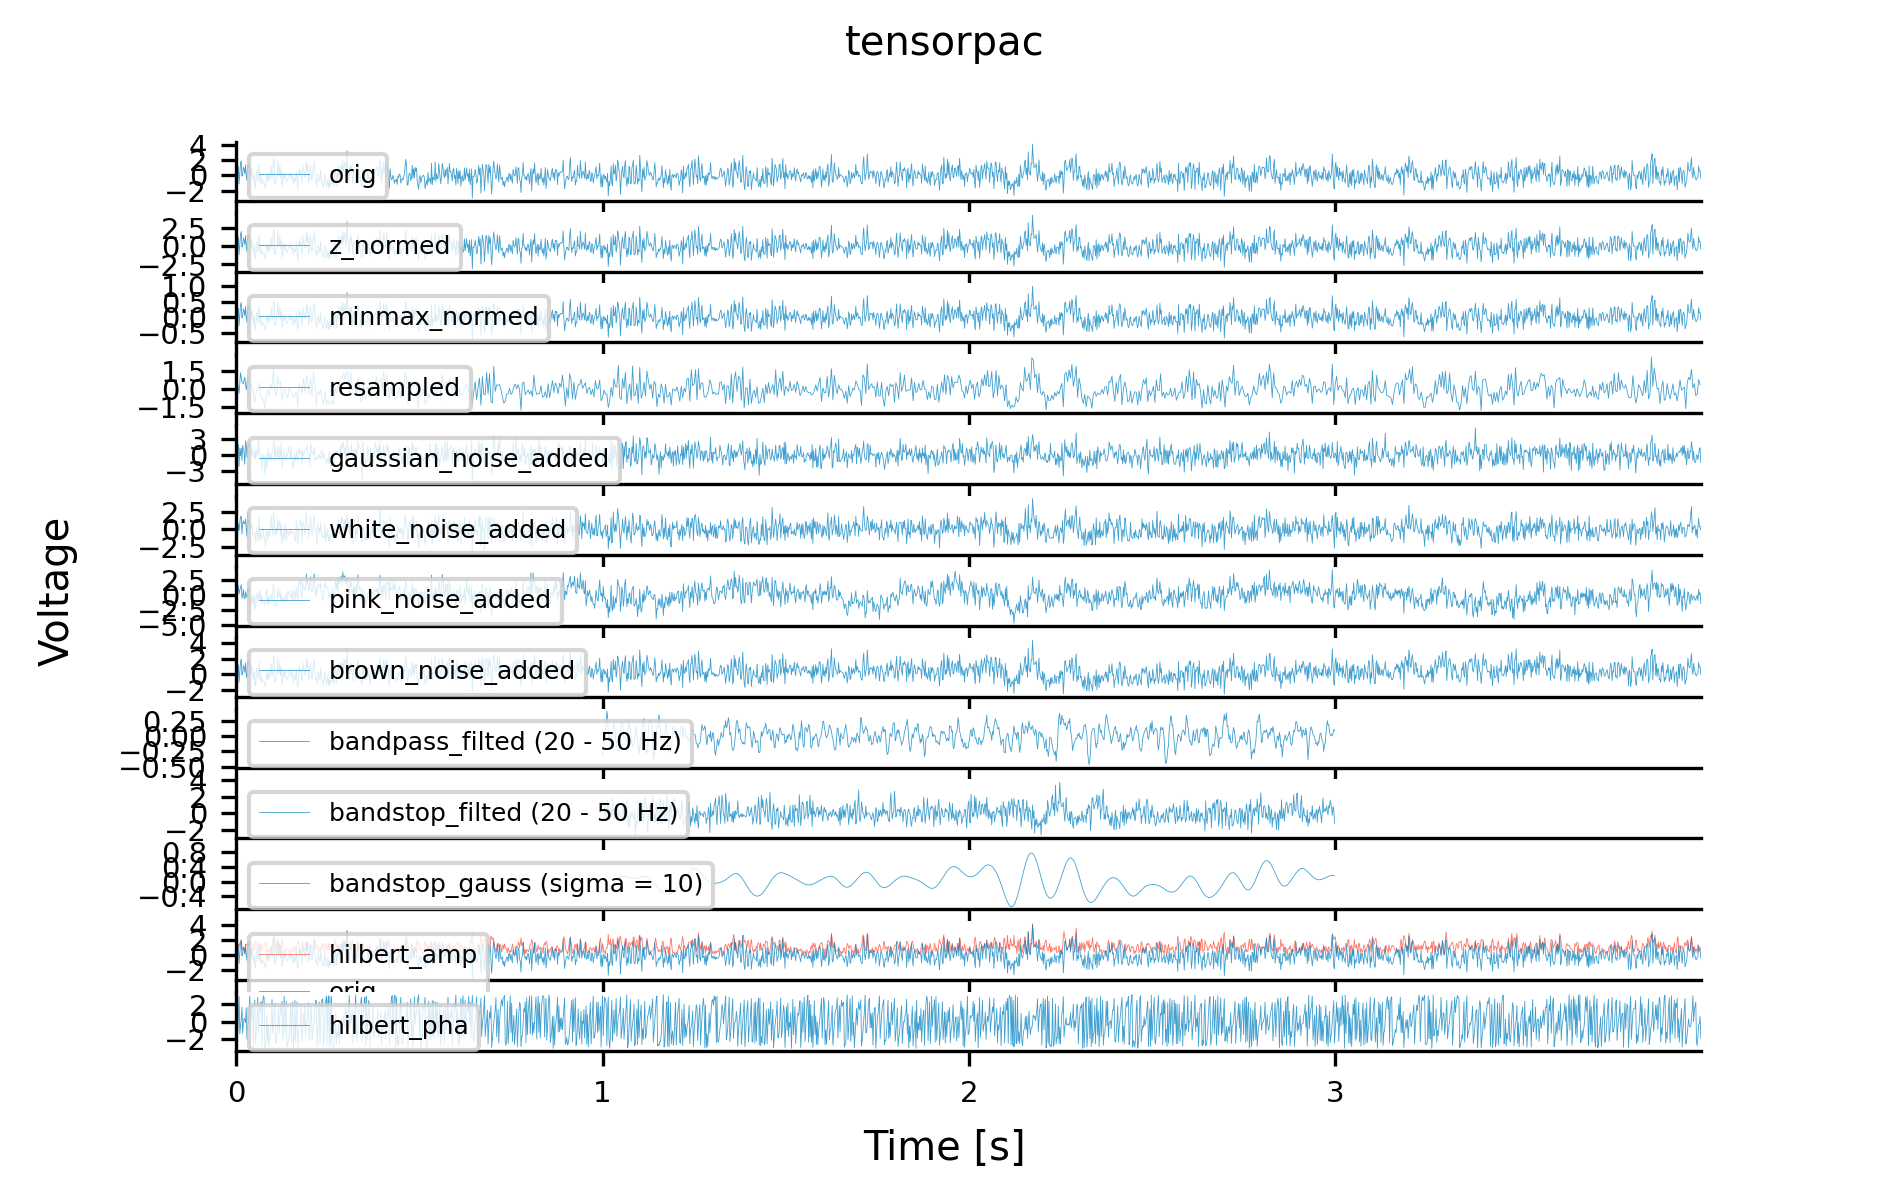 tensorpac
Voltage
4
2
0
−2
orig
2.5
0.0
−2.5
z_normed
1.0
0.5
0.0
−0.5
minmax_normed
1.5
0.0
−1.5
resampled
3
0
−3
gaussian_noise_added
2.5
0.0
−2.5
white_noise_added
2.5
0.0
−2.5
−5.0
pink_noise_added
4
2
0
−2
brown_noise_added
0.25
0.00
−0.25
−0.50
bandpass_filted (20 - 50 Hz)
4
2
0
−2
bandstop_filted (20 - 50 Hz)
0.8
0.4
0.0
−0.4
bandstop_gauss (sigma = 10)
4
2
0
−2
hilbert_amp
orig
2
0
−2
hilbert_pha
0 1 2 3
Time [s]